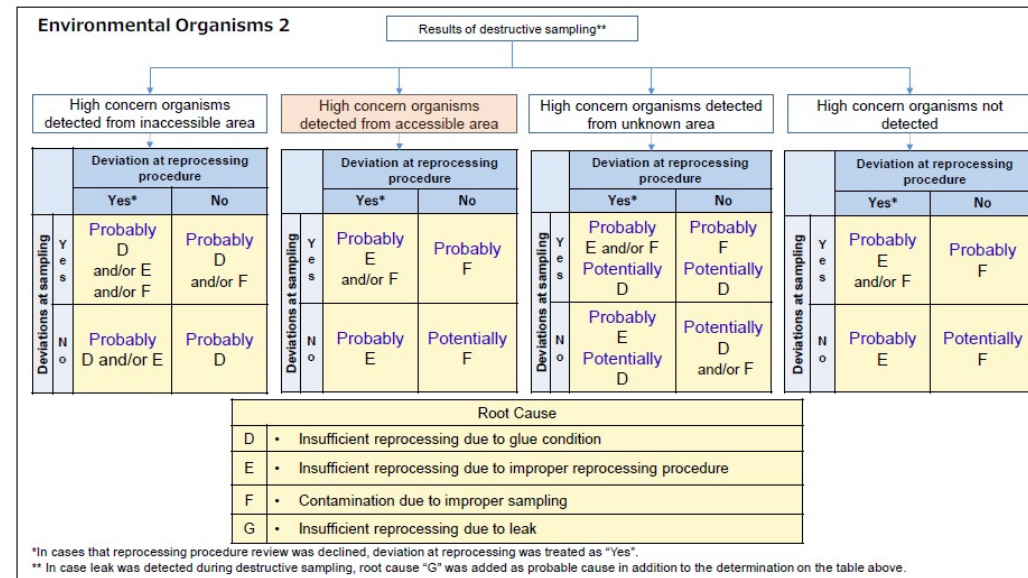 Environmental Organisms 2
Results of destructive sampling**
High concern organisms
detected from inaccessible area
Deviation at reprocessing
procedure
Yes*
No
Deviations at sampling
Yes
Probably
D
and/or E
and/or F
Probably
D
and/or F
No
Probably
D and/or E
Probably
D
High concern organisms
detected from accessible area
Deviation at reprocessing
procedure
Yes*
No
Deviations at sampling
Yes
Probably
E
and/or F
Probably
F
No
Probably
E
Potentially
F
High concern organisms detected
from unknown area
Deviation at reprocessing
procedure
Yes*
No
Deviations at sampling
Yes
Probably
E and/or F
Potentially
D
Probably
F
Potentially
D
No
Probably
E
Potentially
D
Potentially
D
and/or F
High concern organisms not
detected
Deviation at reprocessing
procedure
Yes*
No
Deviations at sampling
Yes
Probably
E
and/or F
Probably
F
No
Probably
E
Potentially
F
Root Cause
D • Insufficient reprocessing due to glue condition
E • Insufficient reprocessing due to improper reprocessing procedure
F • Contamination due to improper sampling
G • Insufficient reprocessing due to leak
*In cases that reprocessing procedure review was declined, deviation at reprocessing was treated as “Yes”.
** In case leak was detected during destructive sampling, root cause “G” was added as probable cause in addition to the determination on the table above.